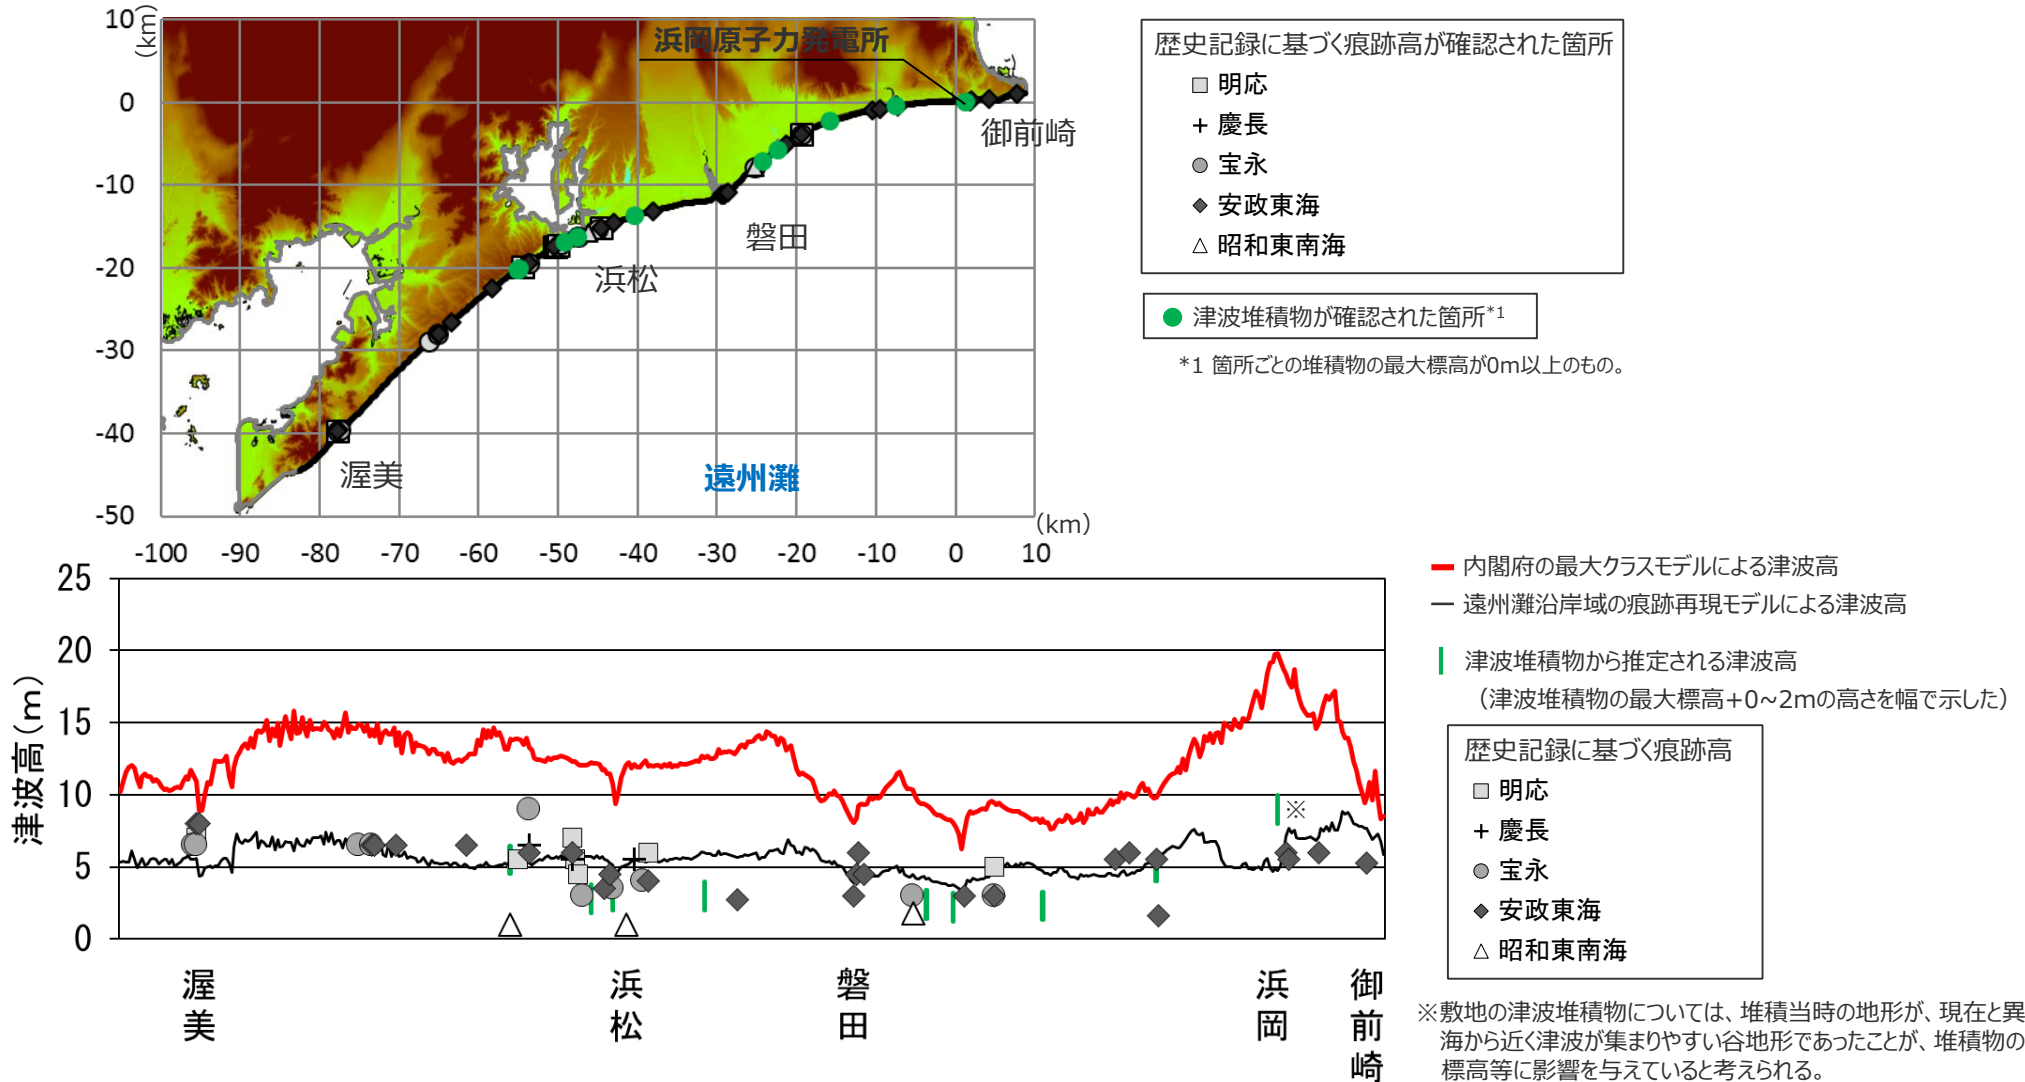 10
(km)
0
-10
-20
-30
-40
-50
浜岡原子力発電所
御前崎
磐田
浜松
渥美
遠州灘
(km)
-100 -90 -80 -70 -60 -50 -40 -30 -20 -10 0 10
歴史記録に基づく痕跡高が確認された箇所
明応
慶長
宝永
安政東海
昭和東南海
津波堆積物が確認された箇所*1
*1 箇所ごとの堆積物の最大標高が0m以上のもの。
津波高(m)
25
20
15
10
5
0
※
渥美
浜松
磐田
浜岡
御前崎
内閣府の最大クラスモデルによる津波高
遠州灘沿岸域の痕跡再現モデルによる津波高
津波堆積物から推定される津波高
(津波堆積物の最大標高+0~2mの高さを幅で示した)
歴史記録に基づく痕跡高
明応
慶長
宝永
安政東海
昭和東南海
※敷地の津波堆積物については、堆積当時の地形が、現在と異
海から近く津波が集まりやすい谷地形であったことが、堆積物の
標高等に影響を与えていると考えられる。